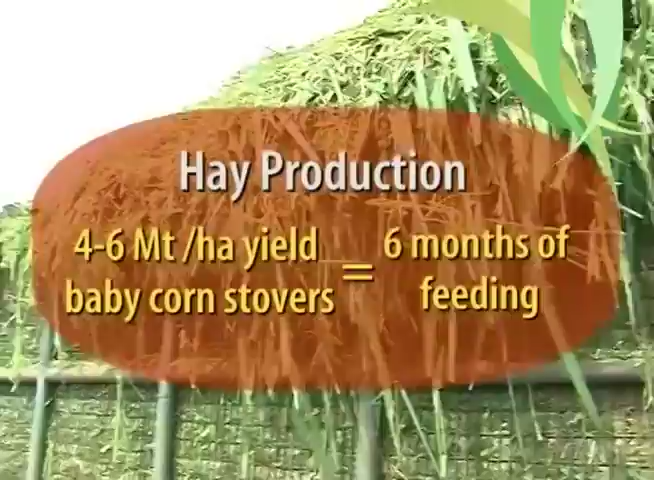 Hay Production
4-6 Mt /ha yield
baby corn stovers
=
6 months of
feeding